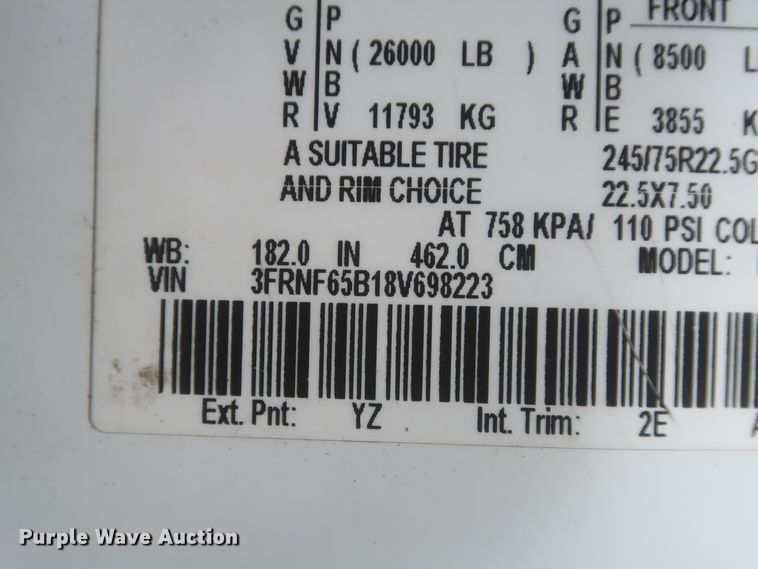 FRONT
G P G P
V N ( 26000 LB ) A N ( 8500 L
W B W B
R V 11793 KG R E 3855 K
A SUITABLE TIRE 245/75R22.5G
AND RIM CHOICE 22.5X7.50
AT 758 KPA/ 110 PSI COL
WB: 182.0 IN 462.0 CM MODEL:
VIN 3FRNF65B18V698223
Ext. Pnt: YZ Int. Trim: 2E A
Purple Wave Auction